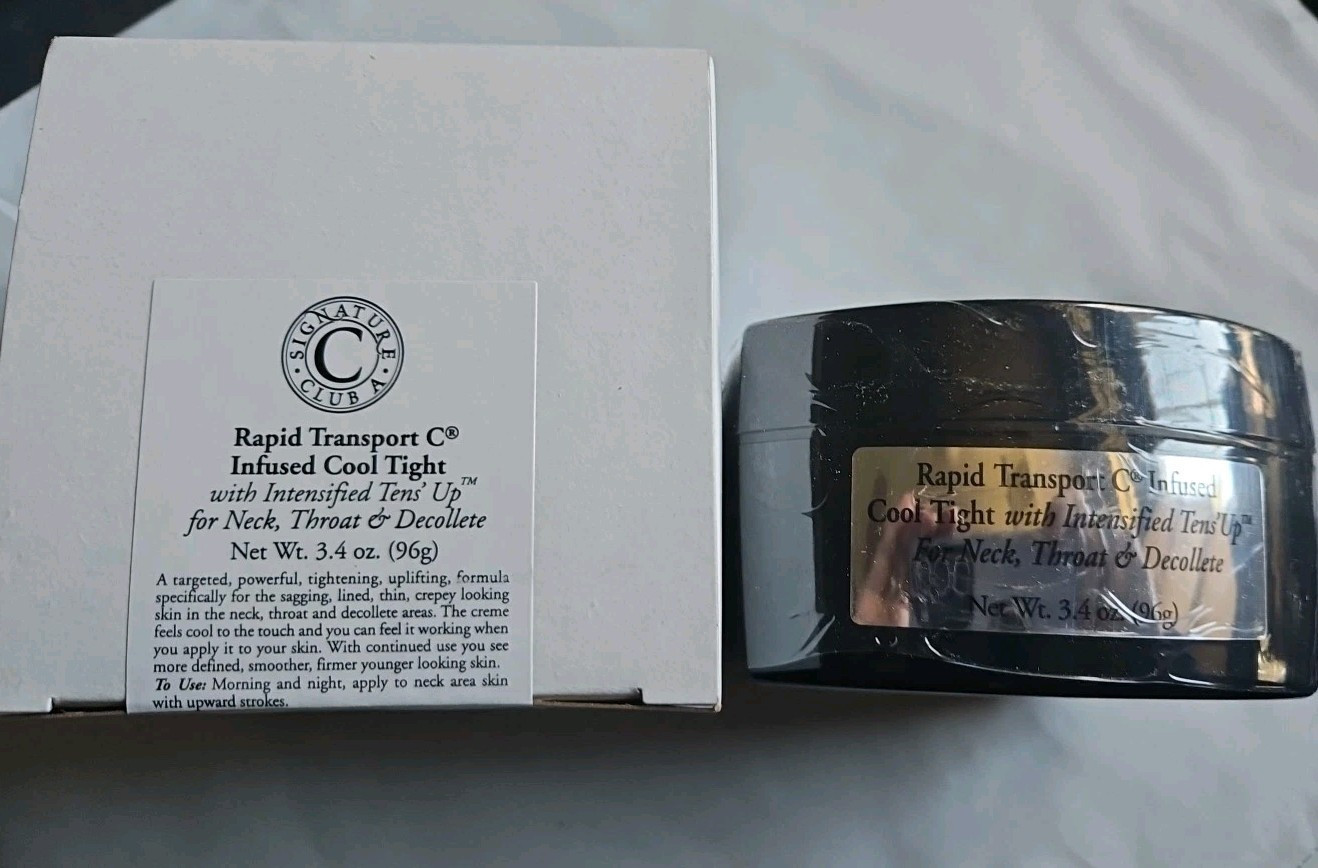 SIGNATURE
C
CLUB A
Rapid Transport C®
Infused Cool Tight
with Intensified Tens' Up™
for Neck, Throat & Decollete
Net Wt. 3.4 oz. (96g)
A targeted, powerful, tightening, uplifting, formula
specifically for the sagging, lined, thin, crepey looking
skin in the neck, throat and decollete areas. The creme
feels cool to the touch and you can feel it working when
you apply it to your skin. With continued use you see
more defined, smoother, firmer younger looking skin.
To Use: Morning and night, apply to neck area skin
with upward strokes.
Rapid Transport C® Infused
Cool Tight with Intensified Tens'Up™
For Neck, Throat & Decollete
Net Wt. 3.4 oz. (96g)